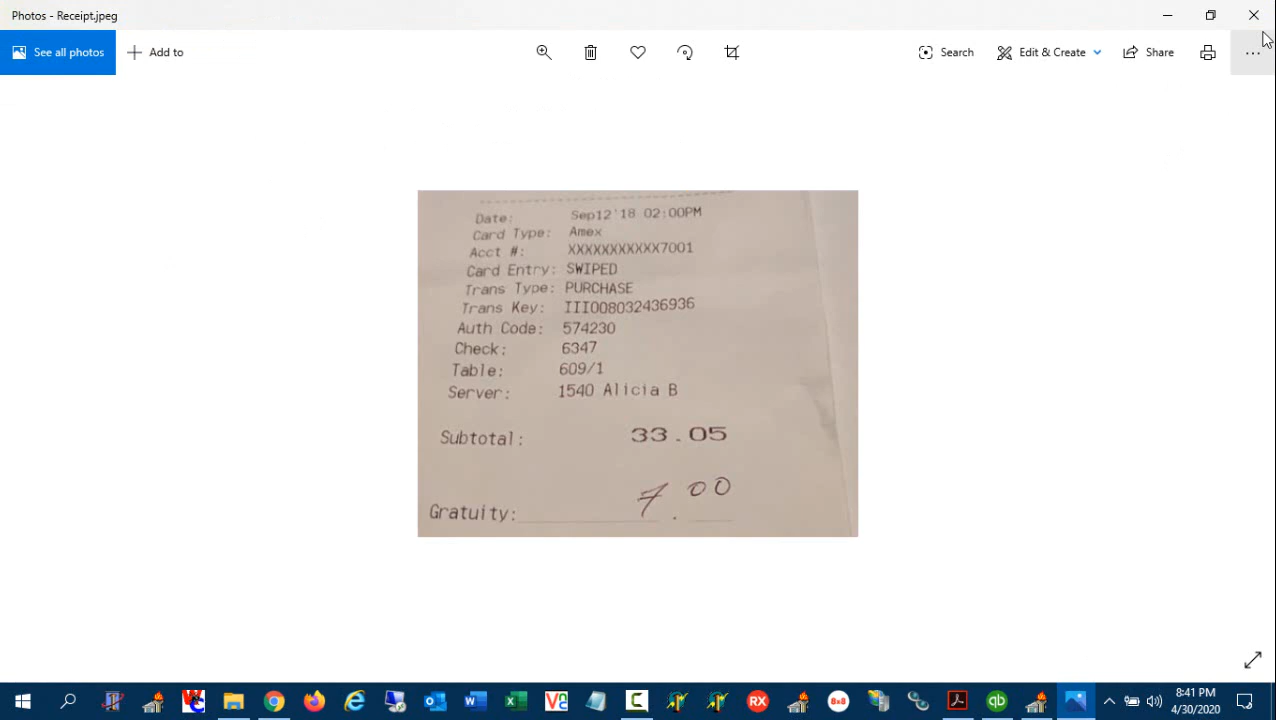 Photos - Receipt.jpeg
See all photos
Add to
Search
Edit & Create
Share
Date: Sep12'18 02:00PM
Card Type: Amex
Acct #: XXXXXXXXXXX7001
Card Entry: SWIPED
Trans Type: PURCHASE
Trans Key: III008032436936
Auth Code: 574230
Check: 6347
Table: 609/1
Server: 1540 Alicia B
Subtotal: 33.05
Gratuity: 7.00
8:41 PM
4/30/2020